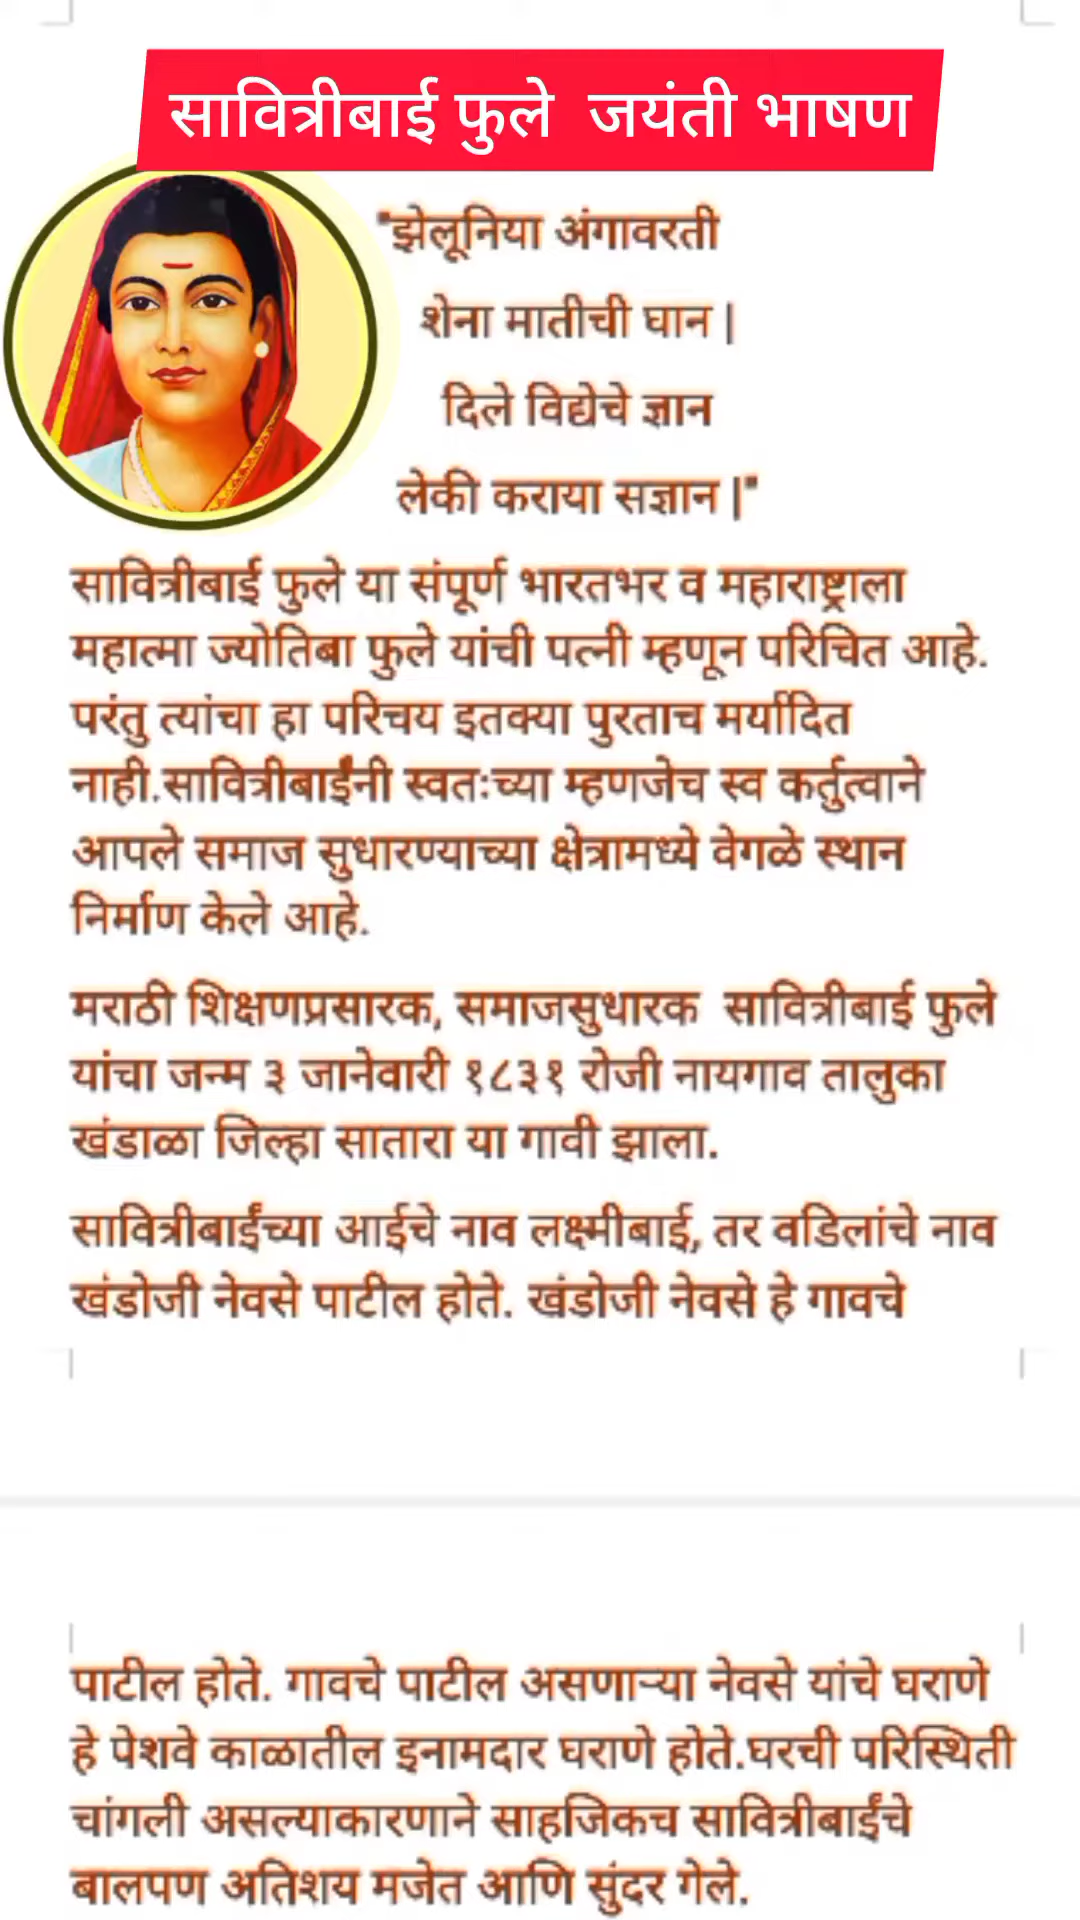 सावित्रीबाई फुले जयंती भाषण
"झेलूनिया अंगावरती
शेना मातीची घान |
दिले विद्येचे ज्ञान
लेकी कराया सज्ञान |"
सावित्रीबाई फुले या संपूर्ण भारतभर व महाराष्ट्राला
महात्मा ज्योतिबा फुले यांची पत्नी म्हणून परिचित आहे.
परंतु त्यांचा हा परिचय इतक्या पुरताच मर्यादित
नाही.सावित्रीबाईंनी स्वतःच्या म्हणजेच स्व कर्तुत्वाने
आपले समाज सुधारण्याच्या क्षेत्रामध्ये वेगळे स्थान
निर्माण केले आहे.
मराठी शिक्षणप्रसारक, समाजसुधारक सावित्रीबाई फुले
यांचा जन्म ३ जानेवारी १८३१ रोजी नायगाव तालुका
खंडाळा जिल्हा सातारा या गावी झाला.
सावित्रीबाईंच्या आईचे नाव लक्ष्मीबाई, तर वडिलांचे नाव
खंडोजी नेवसे पाटील होते. खंडोजी नेवसे हे गावचे
पाटील होते. गावचे पाटील असणाऱ्या नेवसे यांचे घराणे
हे पेशवे काळातील इनामदार घराणे होते.घरची परिस्थिती
चांगली असल्याकारणाने साहजिकच सावित्रीबाईंचे
बालपण अतिशय मजेत आणि सुंदर गेले.